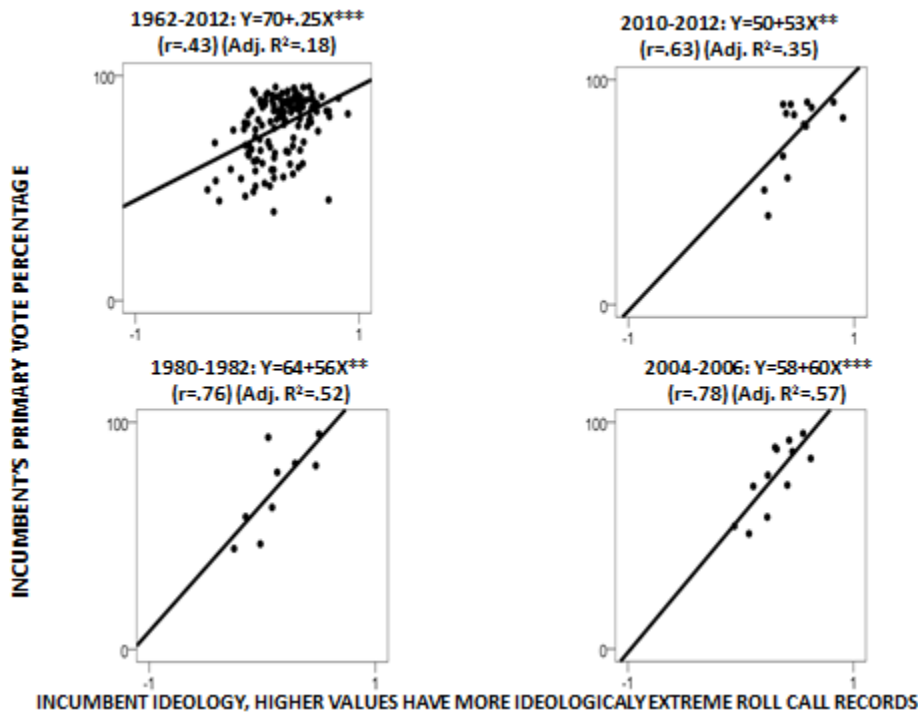 1962-2012: Y=70+.25X***
(r=.43) (Adj. R²=.18)
2010-2012: Y=50+53X**
(r=.63) (Adj. R²=.35)
100
0
-1
1
100
0
-1
1
INCUMBENT'S PRIMARY VOTE PERCENTAGE
1980-1982: Y=64+56X**
(r=.76) (Adj. R²=.52)
2004-2006: Y=58+60X***
(r=.78) (Adj. R²=.57)
100
0
-1
1
100
0
-1
1
INCUMBENT IDEOLOGY, HIGHER VALUES HAVE MORE IDEOLOGICALY EXTREME ROLL CALL RECORDS